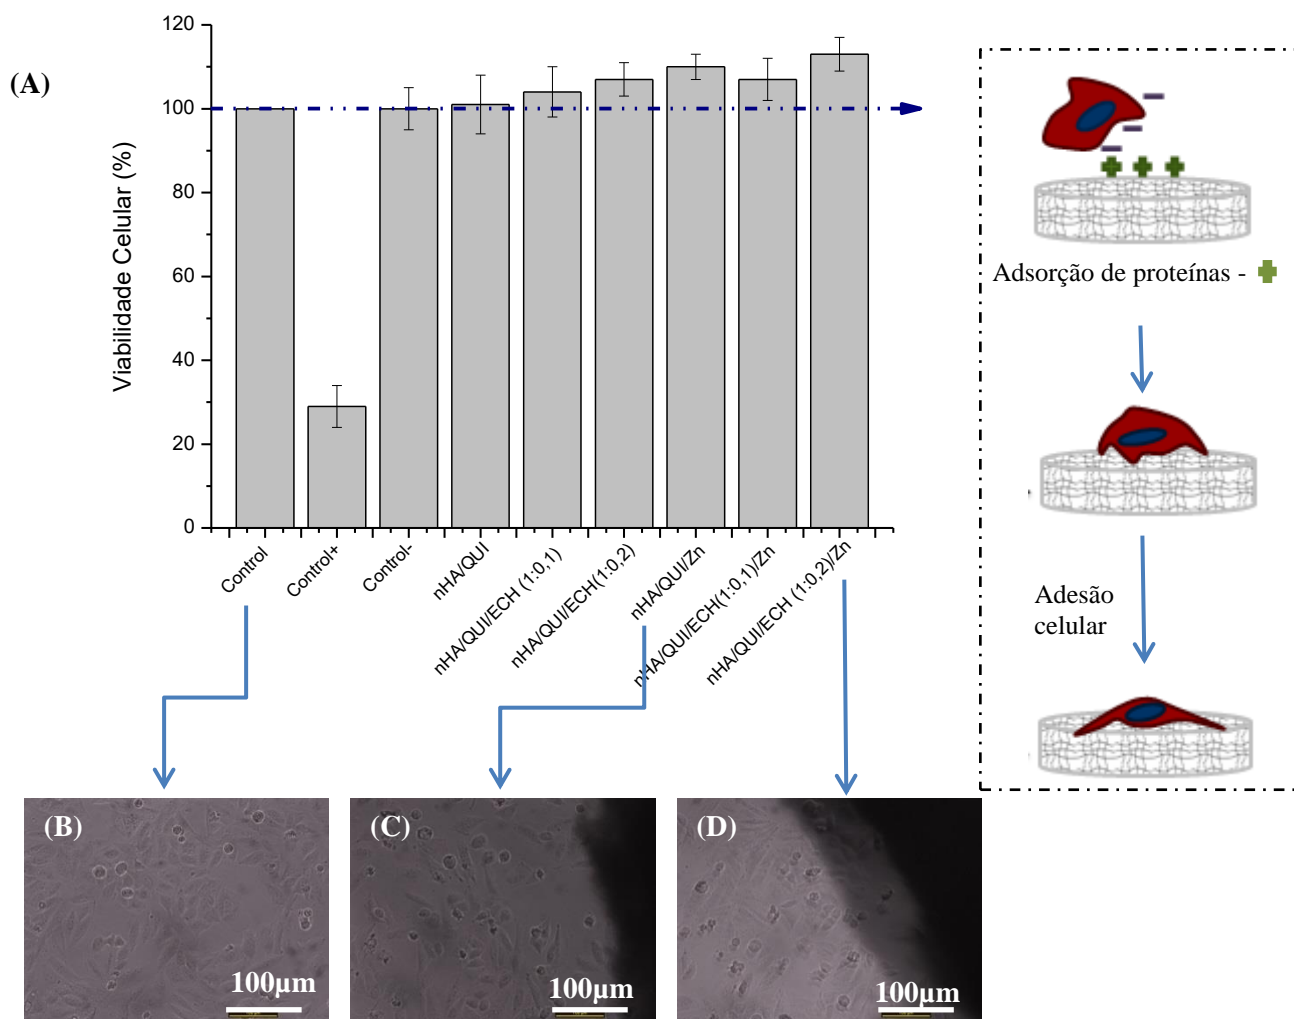 (A)
Viabilidade Celular (%)
120
100
80
60
40
20
0
Control
Control+
Control-
nHA/QUI
nHA/QUI/ECH (1:0,1)
nHA/QUI/ECH(1:0,2)
nHA/QUI/Zn
nHA/QUI/ECH(1:0,1)/Zn
nHA/QUI/ECH (1:0,2)/Zn
Adsorção de proteínas -
Adesão
celular
(B)
100µm
(C)
100µm
(D)
100µm